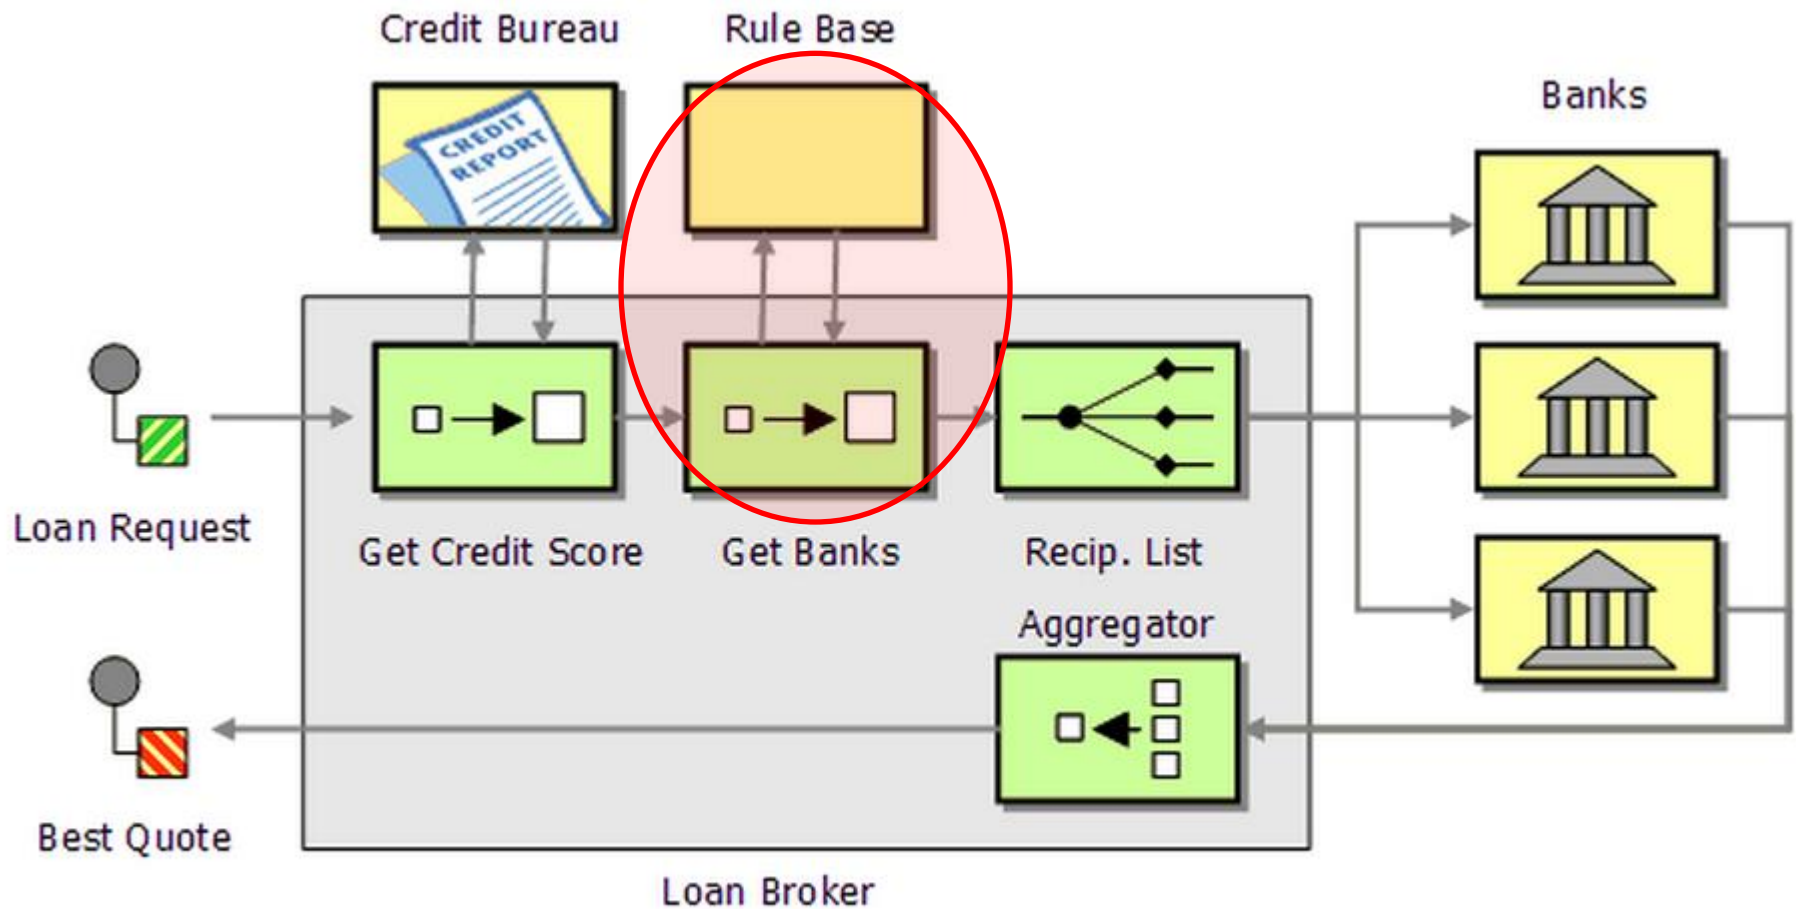 Credit Bureau
Rule Base
Banks
CREDIT
REPORT
Loan Request
Get Credit Score
Get Banks
Recip. List
Aggregator
Best Quote
Loan Broker